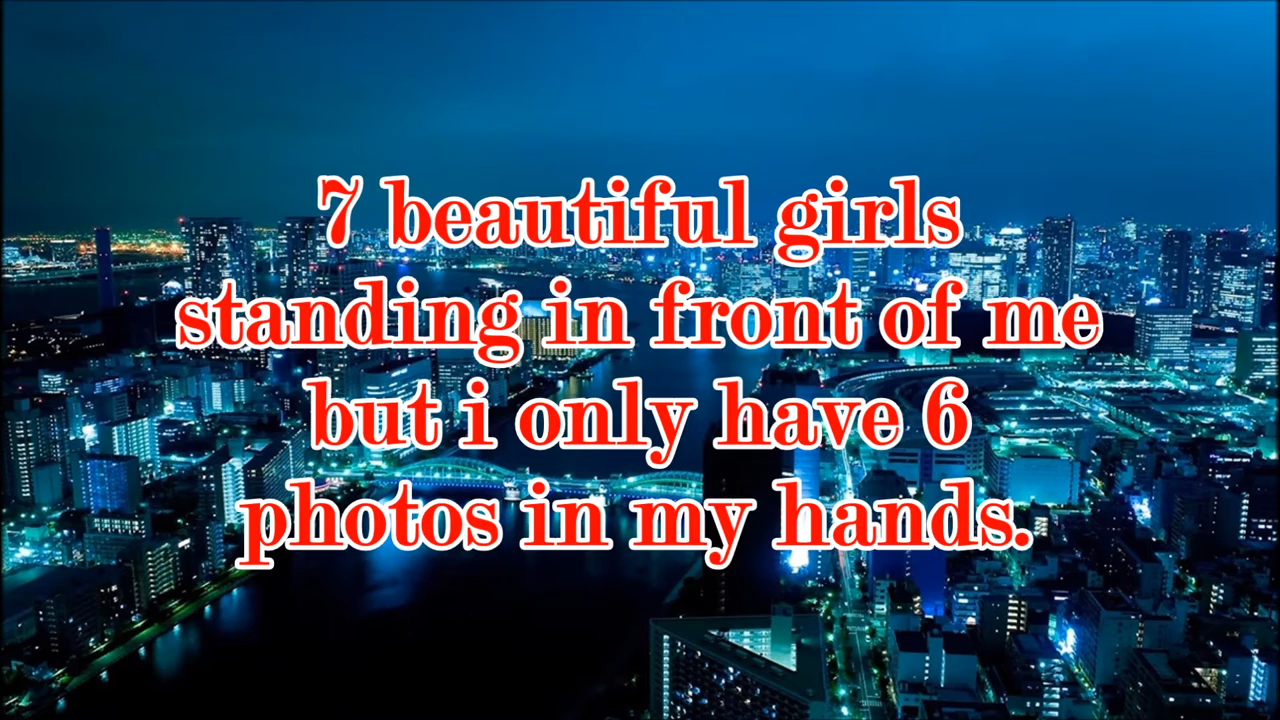 7 beautiful girls
standing in front of me
but i only have 6
photos in my hands.